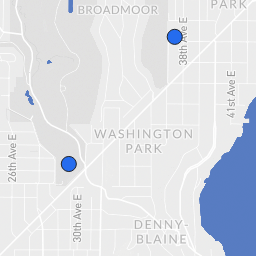 BROADMOOR
PARK
38th Ave E
41st Ave E
WASHINGTON
PARK
26th Ave E
30th Ave E
DENNY-
BLAINE